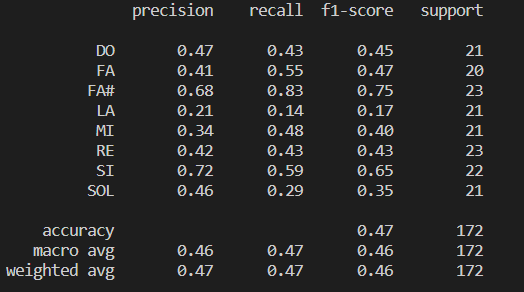 precision recall f1-score support
DO 0.47 0.43 0.45 21
FA 0.41 0.55 0.47 20
FA# 0.68 0.83 0.75 23
LA 0.21 0.14 0.17 21
MI 0.34 0.48 0.40 21
RE 0.42 0.43 0.43 23
SI 0.72 0.59 0.65 22
SOL 0.46 0.29 0.35 21
accuracy 0.47 172
macro avg 0.46 0.47 0.46 172
weighted avg 0.47 0.47 0.46 172